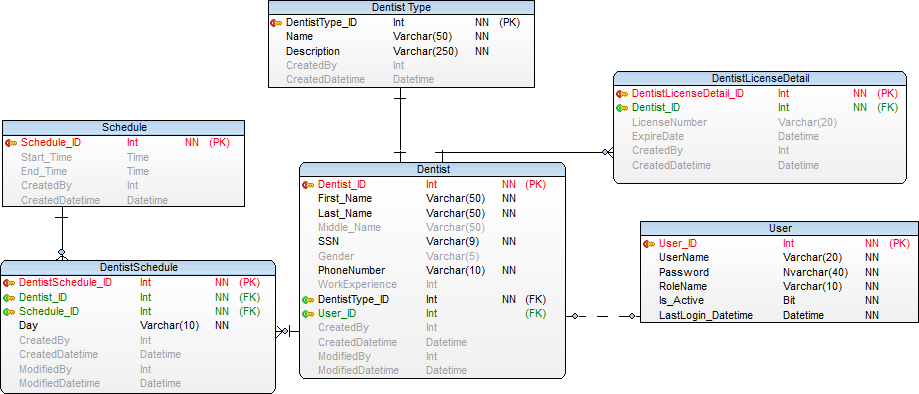 Dentist Type
DentistType_ID Int NN (PK)
Name Varchar(50) NN
Description Varchar(250) NN
CreatedBy Int
CreatedDatetime Datetime
DentistLicenseDetail
DentistLicenseDetail_ID Int NN (PK)
Dentist_ID Int NN (FK)
LicenseNumber Varchar(20)
ExpireDate Datetime
CreatedBy Int
CreatedDatetime Datetime
Schedule
Schedule_ID Int NN (PK)
Start_Time Time
End_Time Time
CreatedBy Int
CreatedDatetime Datetime
Dentist
Dentist_ID Int NN (PK)
First_Name Varchar(50) NN
Last_Name Varchar(50) NN
Middle_Name Varchar(50)
SSN Varchar(9) NN
Gender Varchar(5)
PhoneNumber Varchar(10) NN
WorkExperience Int
DentistType_ID Int NN (FK)
User_ID Int (FK)
CreatedBy Int
CreatedDatetime Datetime
ModifiedBy Int
ModifiedDatetime Datetime
User
User_ID Int NN (PK)
UserName Varchar(20) NN
Password Nvarchar(40) NN
RoleName Varchar(10) NN
Is_Active Bit NN
LastLogin_Datetime Datetime NN
DentistSchedule
DentistSchedule_ID Int NN (PK)
Dentist_ID Int NN (FK)
Schedule_ID Int NN (FK)
Day Varchar(10) NN
CreatedBy Int
CreatedDatetime Datetime
ModifiedBy Int
ModifiedDatetime Datetime